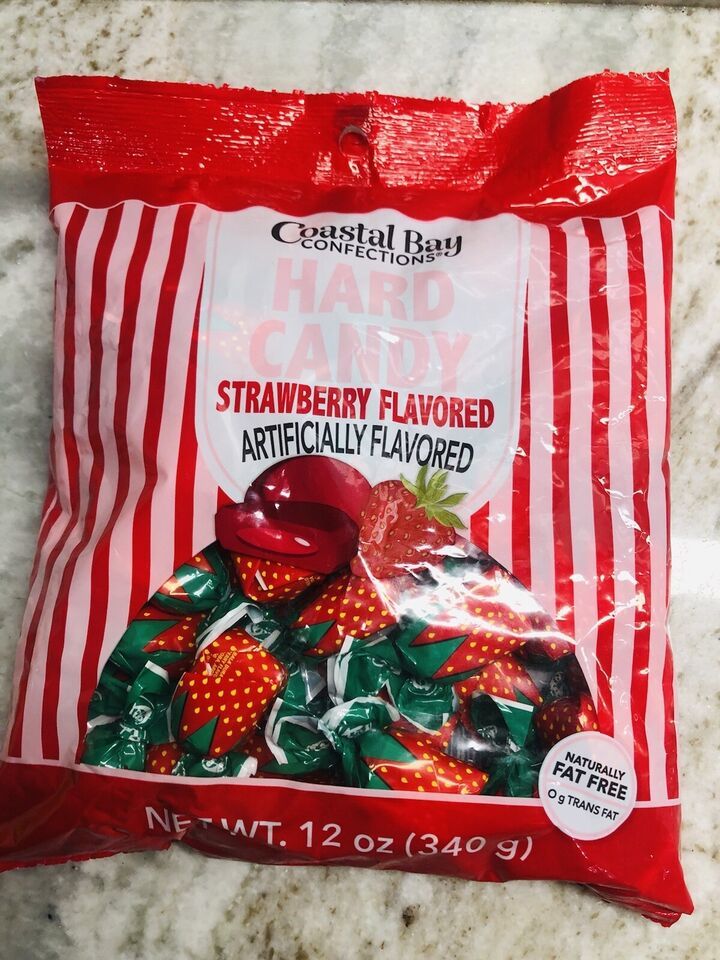 Coastal Bay
CONFECTIONS®
HARD
CANDY
STRAWBERRY FLAVORED
ARTIFICIALLY FLAVORED
NATURALLY
FAT FREE
0 g TRANS FAT
NET WT. 12 oz (340 g)